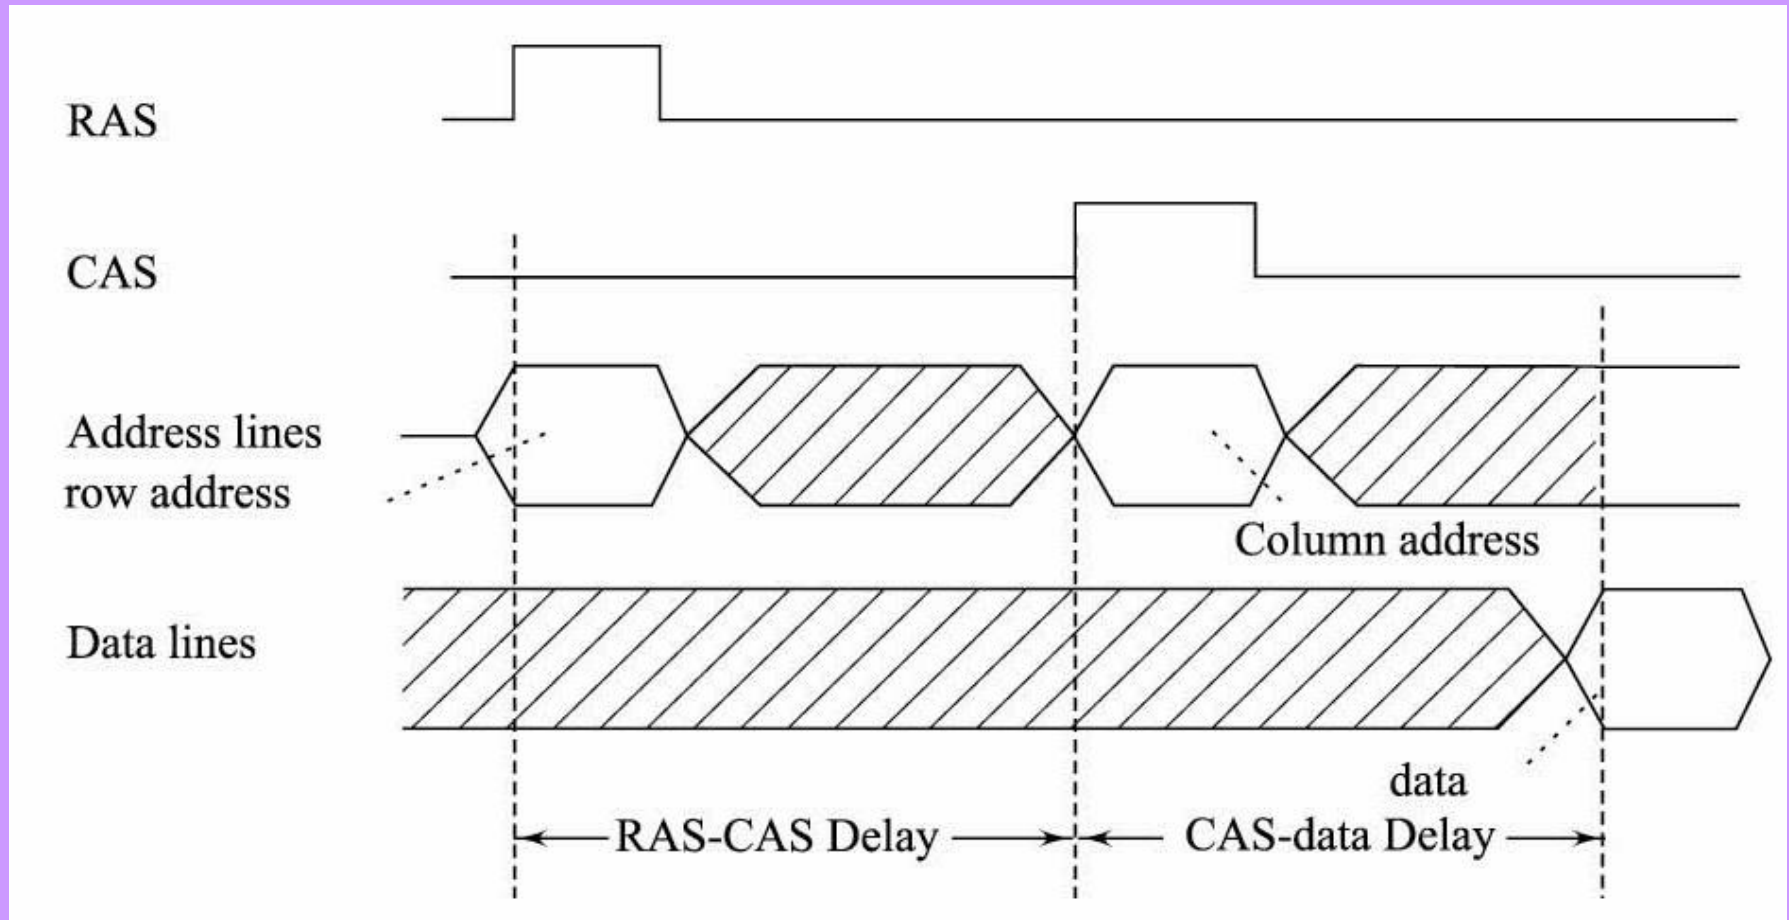 RAS
CAS
Address lines
row address
Column address
Data lines
data
RAS-CAS Delay
CAS-data Delay